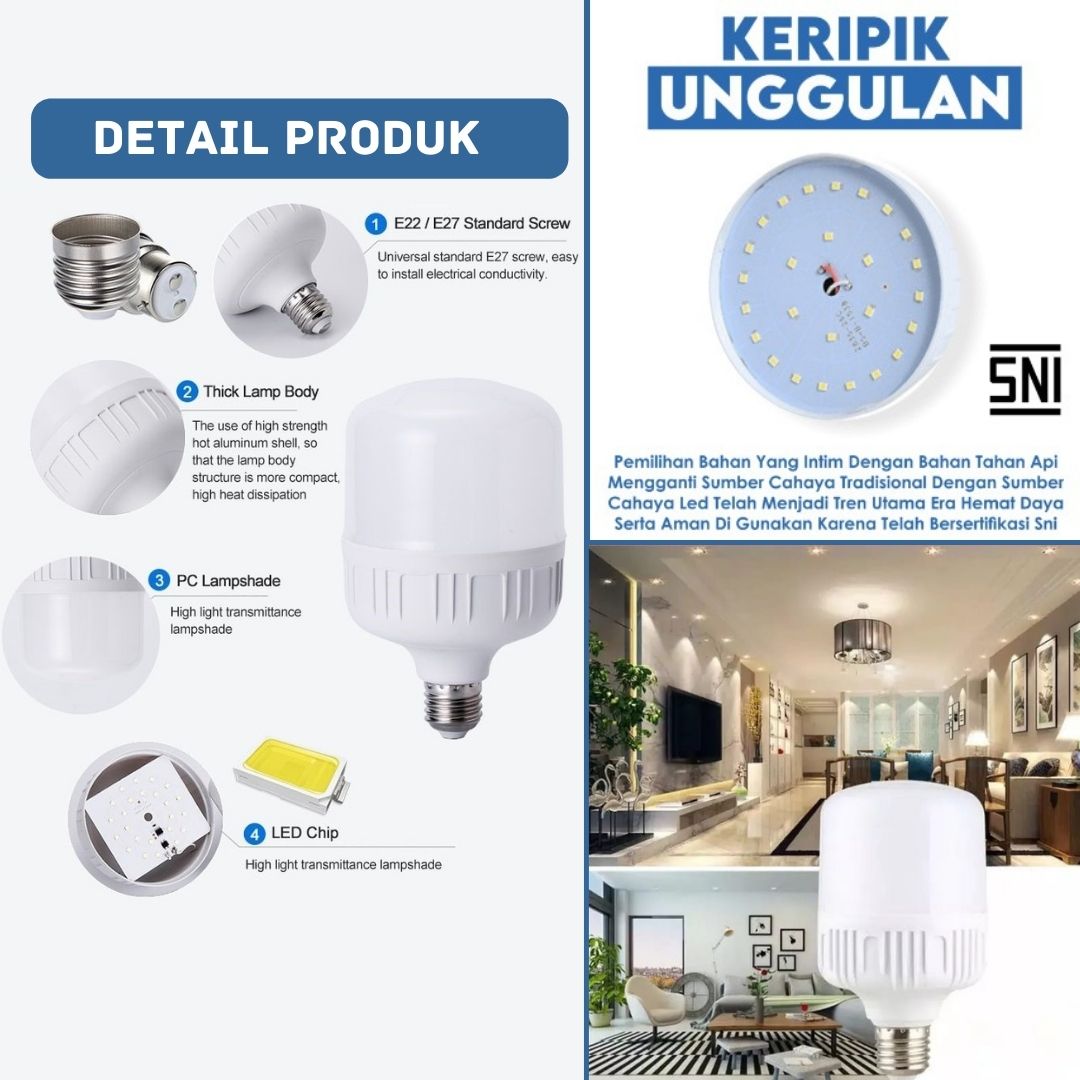 DETAIL PRODUK
1 E22 / E27 Standard Screw
Universal standard E27 screw, easy
to install electrical conductivity.
2 Thick Lamp Body
The use of high strength
hot aluminum shell, so
that the lamp body
structure is more compact,
high heat dissipation
3 PC Lampshade
High light transmittance
lampshade
4 LED Chip
High light transmittance lampshade
KERIPIK
UNGGULAN
SNI
Pemilihan Bahan Yang Intim Dengan Bahan Tahan Api
Mengganti Sumber Cahaya Tradisional Dengan Sumber
Cahaya Led Telah Menjadi Tren Utama Era Hemat Daya
Serta Aman Di Gunakan Karena Telah Bersertifikasi Sni